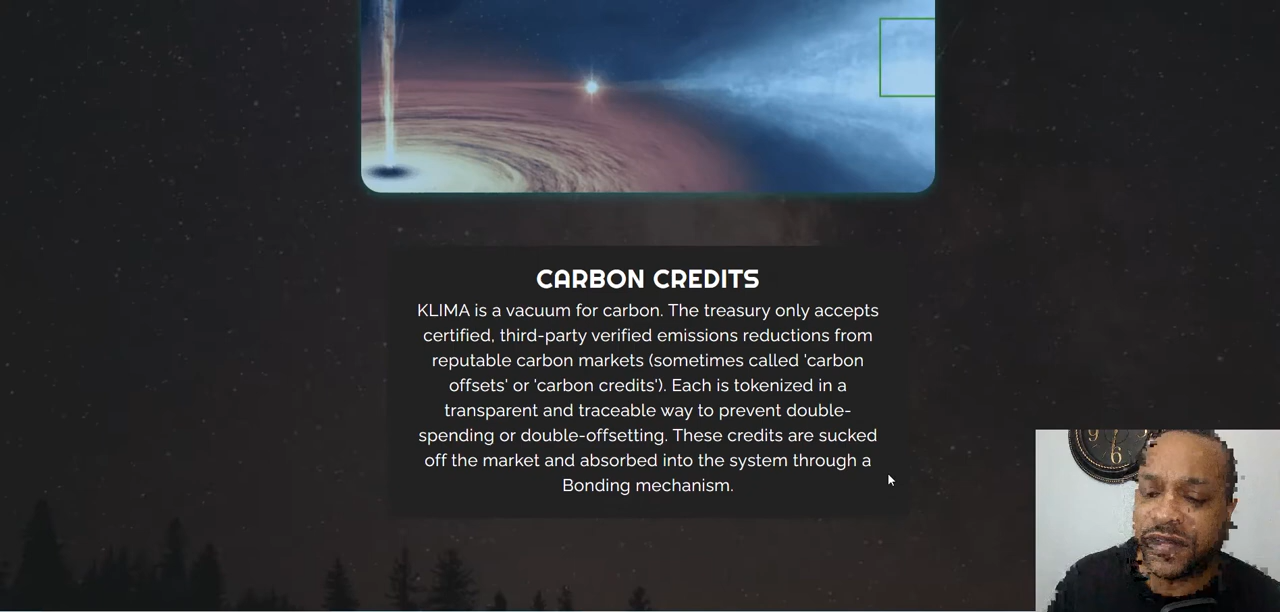 CARBON CREDITS
KLIMA is a vacuum for carbon. The treasury only accepts
certified, third-party verified emissions reductions from
reputable carbon markets (sometimes called 'carbon
offsets' or 'carbon credits'). Each is tokenized in a
transparent and traceable way to prevent double-
spending or double-offsetting. These credits are sucked
off the market and absorbed into the system through a
Bonding mechanism.
9
6